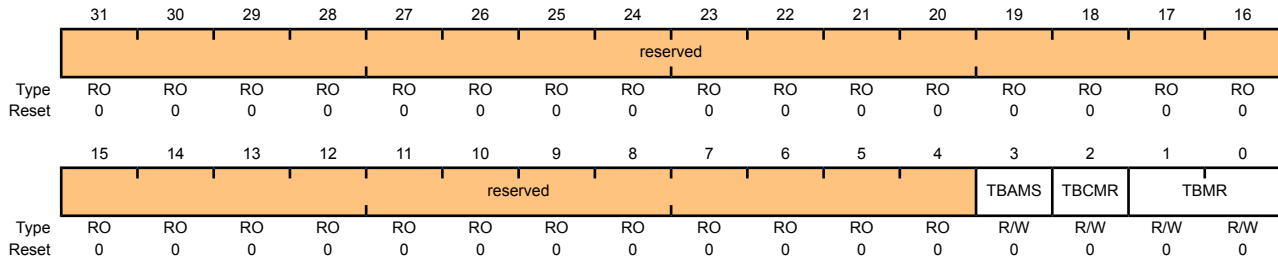 31 30 29 28 27 26 25 24 23 22 21 20 19 18 17 16
reserved
Type RO RO RO RO RO RO RO RO RO RO RO RO RO RO RO RO
Reset 0 0 0 0 0 0 0 0 0 0 0 0 0 0 0 0
15 14 13 12 11 10 9 8 7 6 5 4 3 2 1 0
reserved TBAMS TBCMR TBMR
Type RO RO RO RO RO RO RO RO RO RO RO RO R/W R/W R/W R/W
Reset 0 0 0 0 0 0 0 0 0 0 0 0 0 0 0 0